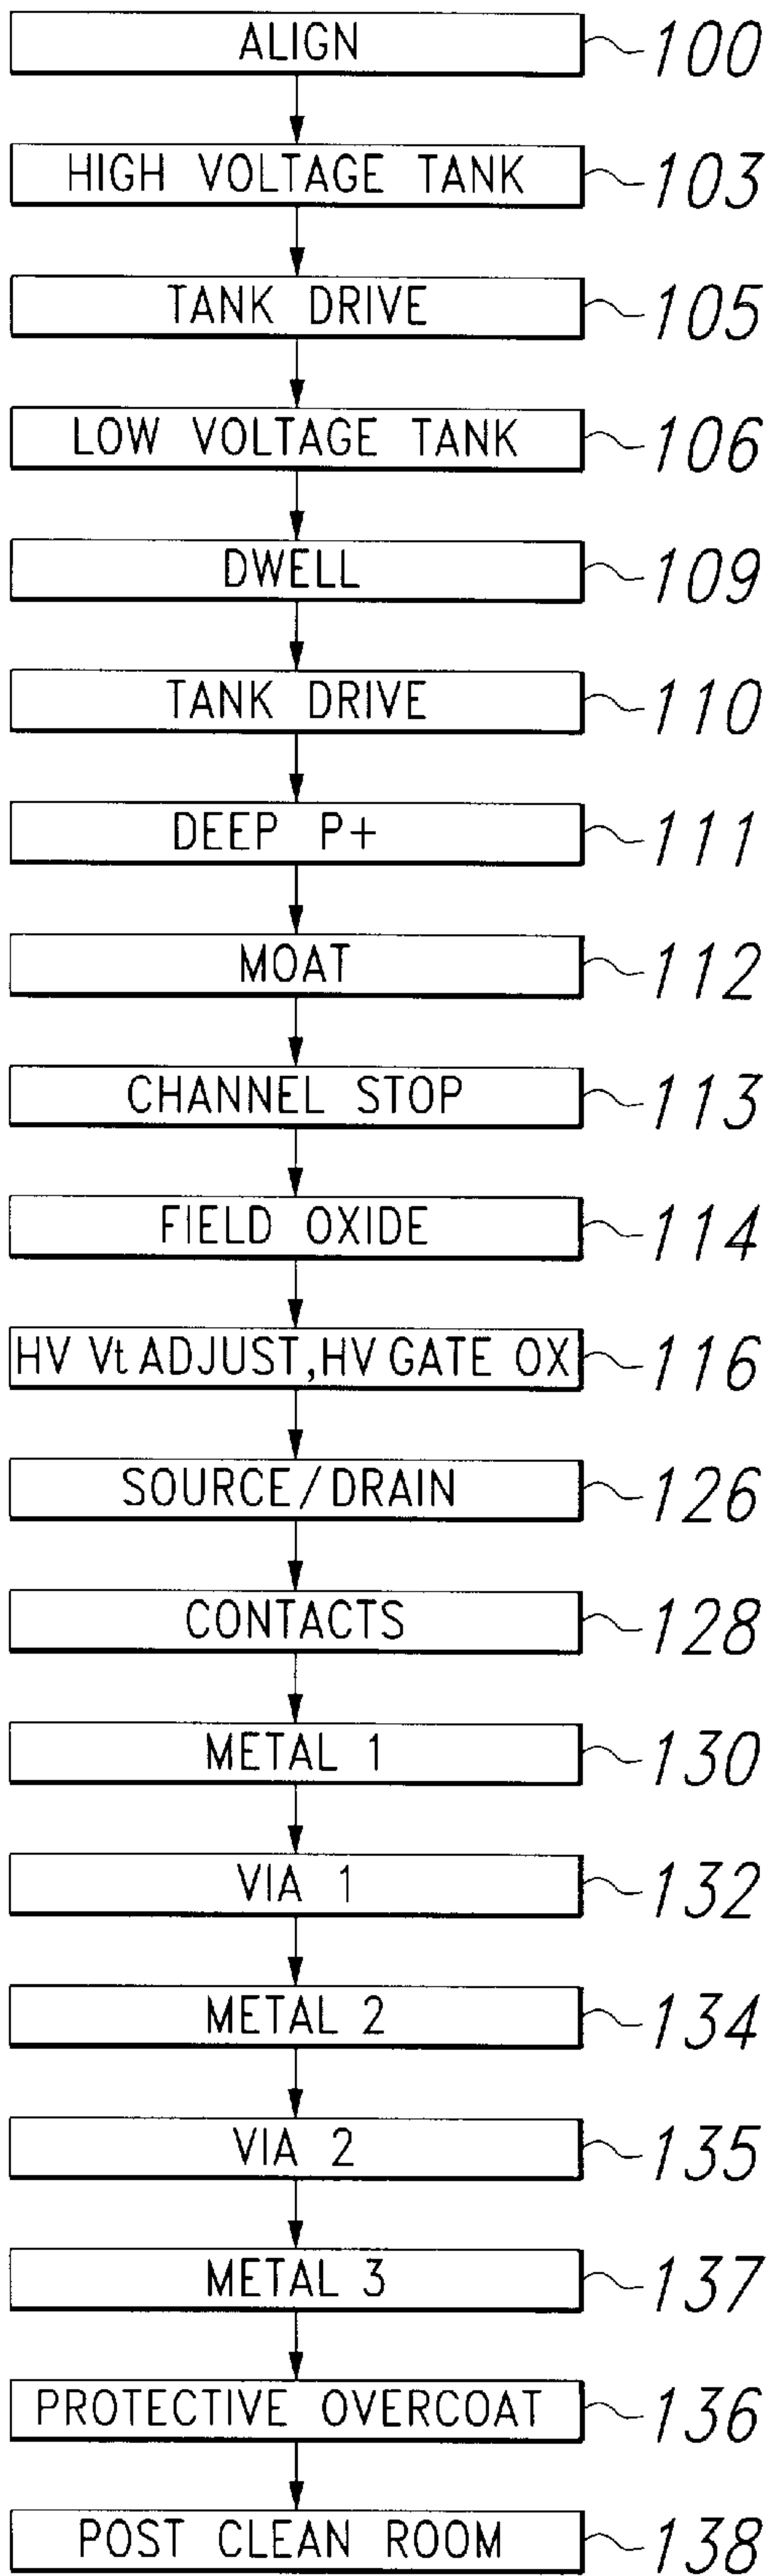 ALIGN 100
HIGH VOLTAGE TANK 103
TANK DRIVE 105
LOW VOLTAGE TANK 106
DWELL 109
TANK DRIVE 110
DEEP P+ 111
MOAT 112
CHANNEL STOP 113
FIELD OXIDE 114
HV Vt ADJUST, HV GATE OX 116
SOURCE/DRAIN 126
CONTACTS 128
METAL 1 130
VIA 1 132
METAL 2 134
VIA 2 135
METAL 3 137
PROTECTIVE OVERCOAT 136
POST CLEAN ROOM 138